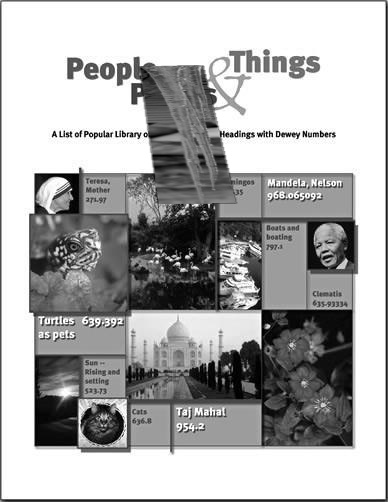 People
& Things
A List of Popular Library
Headings with Dewey Numbers
Teresa,
Mother
271.97
Mandela, Nelson
968.065092
Boats and
boating
797.1
Clematis
635.93334
Turtles 639.392
as pets
Sun --
Rising and
setting
523.73
Cats
636.8
Taj Mahal
954.2